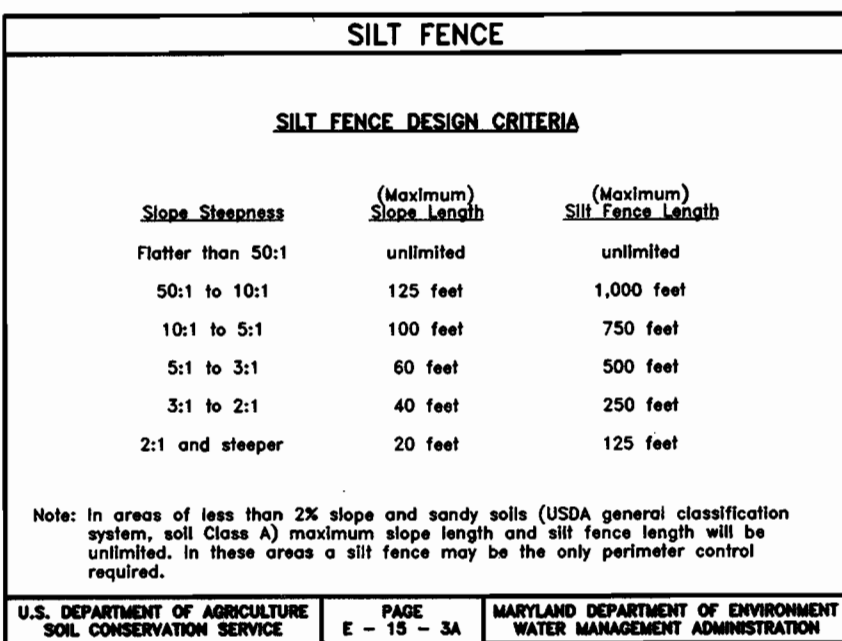 SILT FENCE
SILT FENCE DESIGN CRITERIA
Slope Steepness (Maximum) Slope Length (Maximum) Silt Fence Length
Flatter than 50:1 unlimited unlimited
50:1 to 10:1 125 feet 1,000 feet
10:1 to 5:1 100 feet 750 feet
5:1 to 3:1 60 feet 500 feet
3:1 to 2:1 40 feet 250 feet
2:1 and steeper 20 feet 125 feet
Note: In areas of less than 2% slope and sandy soils (USDA general classification
system, soil Class A) maximum slope length and silt fence length will be
unlimited. In these areas a silt fence may be the only perimeter control
required.
U.S. DEPARTMENT OF AGRICULTURE
SOIL CONSERVATION SERVICE
PAGE
E - 15 - 3A
MARYLAND DEPARTMENT OF ENVIRONMENT
WATER MANAGEMENT ADMINISTRATION